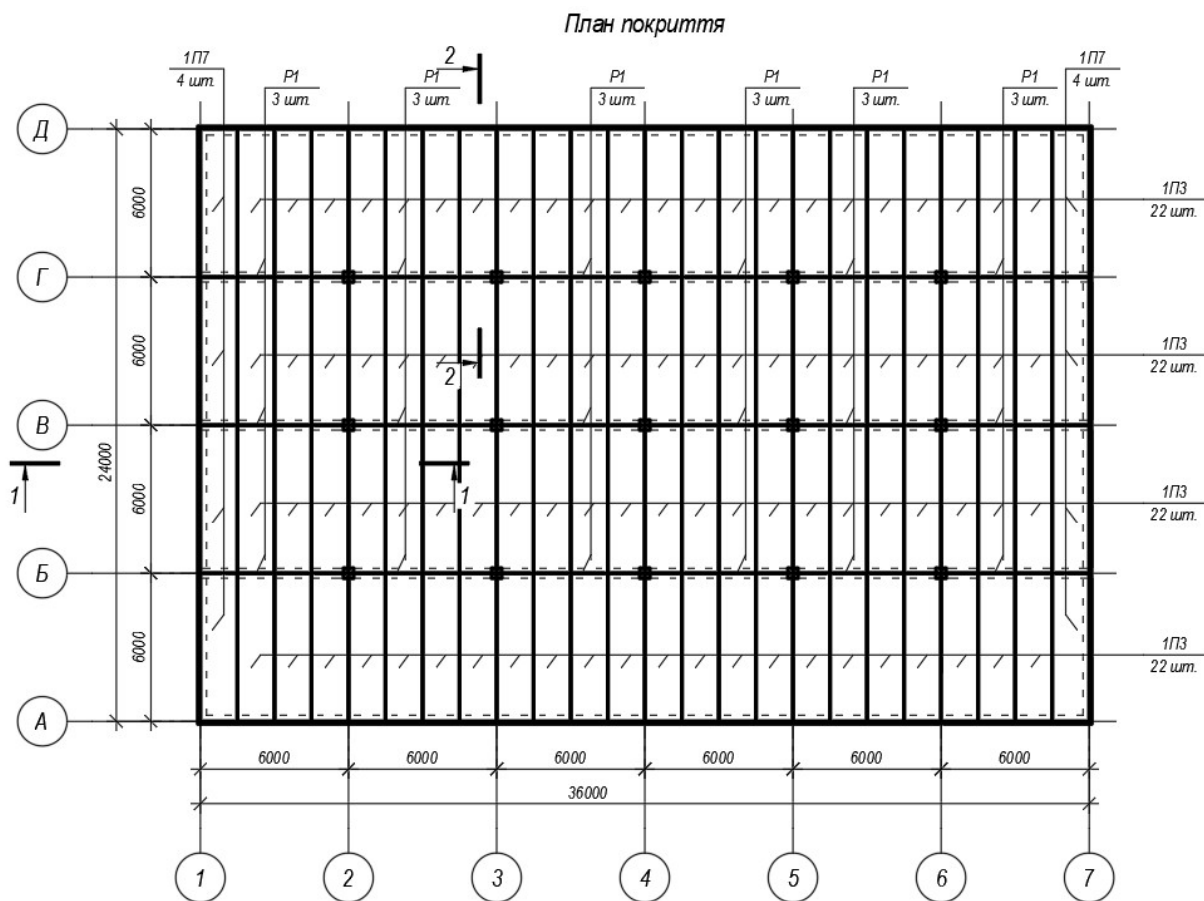 План покриття
1П7
4 шт.
Р1
3 шт.
Р1
3 шт.
2
Р1
3 шт.
Р1
3 шт.
Р1
3 шт.
Р1
3 шт.
1П7
4 шт.
Д
6000
1П3
22 шт.
Г
6000
2
1П3
22 шт.
В
24000
1
1
6000
1П3
22 шт.
Б
6000
1П3
22 шт.
А
6000
6000
6000
6000
6000
6000
36000
1
2
3
4
5
6
7